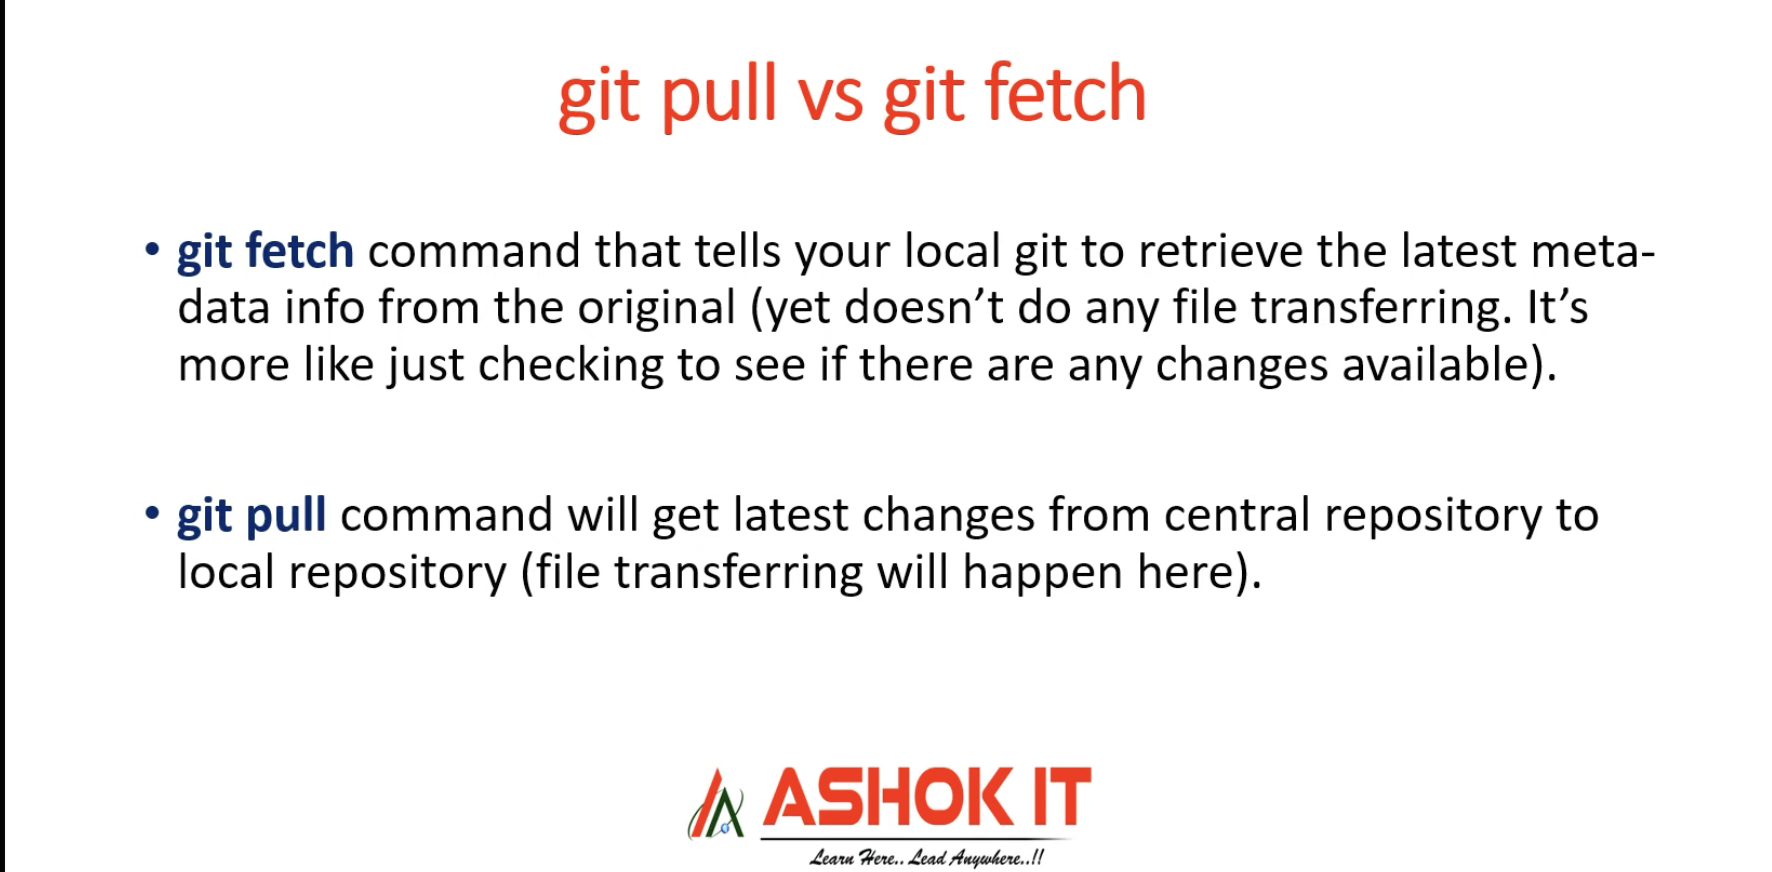 git pull vs git fetch
• git fetch command that tells your local git to retrieve the latest meta-
data info from the original (yet doesn’t do any file transferring. It’s
more like just checking to see if there are any changes available).
• git pull command will get latest changes from central repository to
local repository (file transferring will happen here).
ASHOK IT
Learn Here.. Lead Anywhere..!!